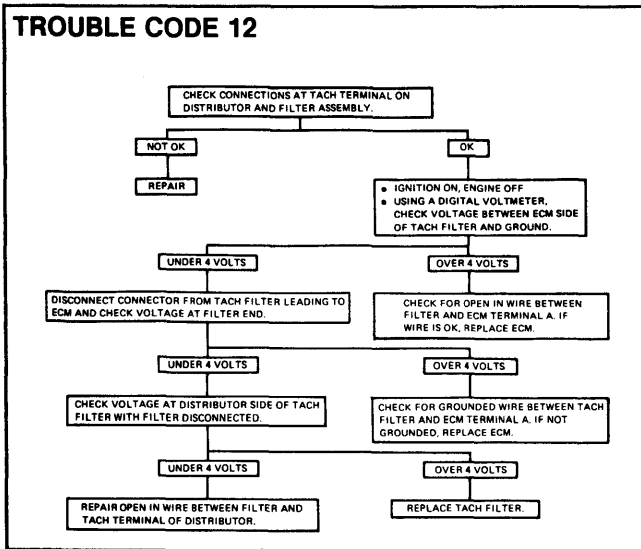 TROUBLE CODE 12
CHECK CONNECTIONS AT TACH TERMINAL ON
DISTRIBUTOR AND FILTER ASSEMBLY.
NOT OK
OK
REPAIR
• IGNITION ON, ENGINE OFF
• USING A DIGITAL VOLTMETER,
CHECK VOLTAGE BETWEEN ECM SIDE
OF TACH FILTER AND GROUND.
UNDER 4 VOLTS
OVER 4 VOLTS
DISCONNECT CONNECTOR FROM TACH FILTER LEADING TO
ECM AND CHECK VOLTAGE AT FILTER END.
CHECK FOR OPEN IN WIRE BETWEEN
FILTER AND ECM TERMINAL A. IF
WIRE IS OK, REPLACE ECM.
UNDER 4 VOLTS
OVER 4 VOLTS
CHECK VOLTAGE AT DISTRIBUTOR SIDE OF TACH
FILTER WITH FILTER DISCONNECTED.
CHECK FOR GROUNDED WIRE BETWEEN TACH
FILTER AND ECM TERMINAL A. IF NOT
GROUNDED, REPLACE ECM.
UNDER 4 VOLTS
OVER 4 VOLTS
REPAIR OPEN IN WIRE BETWEEN FILTER AND
TACH TERMINAL OF DISTRIBUTOR.
REPLACE TACH FILTER.